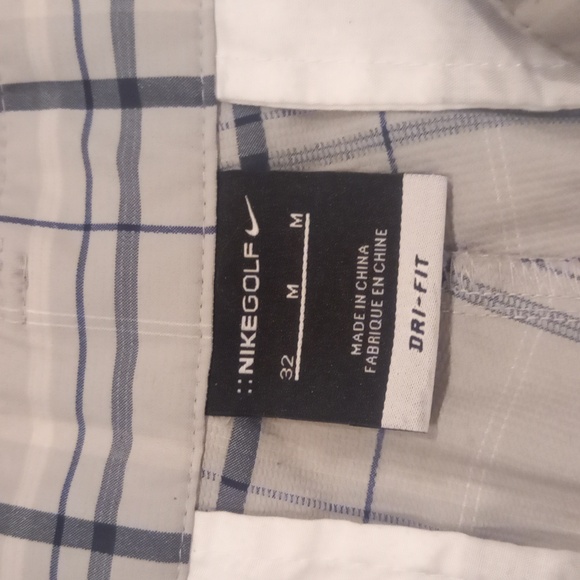 NIKEGOLF
32 M M
MADE IN CHINA
FABRIQUE EN CHINE
DRI-FIT